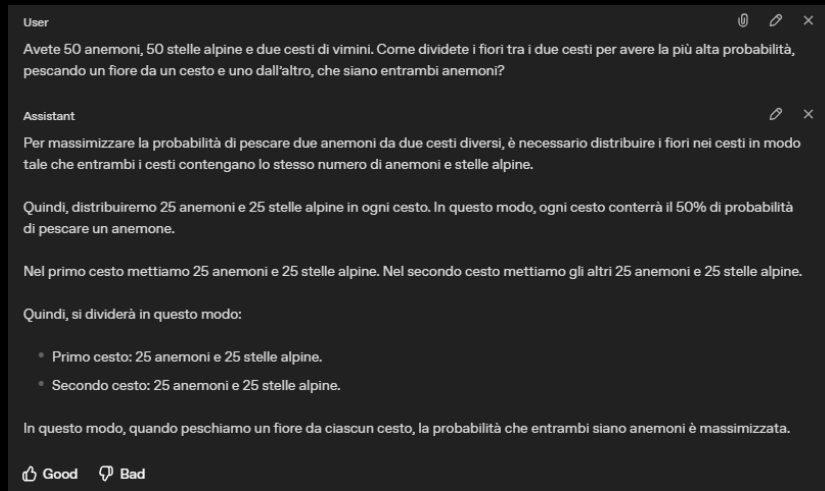 User
Avete 50 anemoni, 50 stelle alpine e due cesti di vimini. Come dividete i fiori tra i due cesti per avere la più alta probabilità,
pescando un fiore da un cesto e uno dall'altro, che siano entrambi anemoni?
Assistant
Per massimizzare la probabilità di pescare due anemoni da due cesti diversi, è necessario distribuire i fiori nei cesti in modo
tale che entrambi i cesti contengano lo stesso numero di anemoni e stelle alpine.
Quindi, distribuiremo 25 anemoni e 25 stelle alpine in ogni cesto. In questo modo, ogni cesto conterrà il 50% di probabilità
di pescare un anemone.
Nel primo cesto mettiamo 25 anemoni e 25 stelle alpine. Nel secondo cesto mettiamo gli altri 25 anemoni e 25 stelle alpine.
Quindi, si dividerà in questo modo:
• Primo cesto: 25 anemoni e 25 stelle alpine.
• Secondo cesto: 25 anemoni e 25 stelle alpine.
In questo modo, quando peschiamo un fiore da ciascun cesto, la probabilità che entrambi siano anemoni è massimizzata.
Good Bad